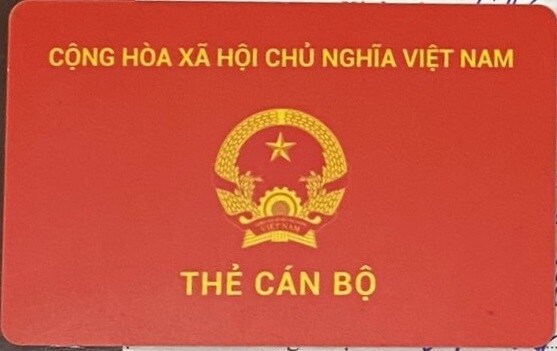 CỘNG HÒA XÃ HỘI CHỦ NGHĨA VIỆT NAM
VIỆT NAM
THẺ CÁN BỘ